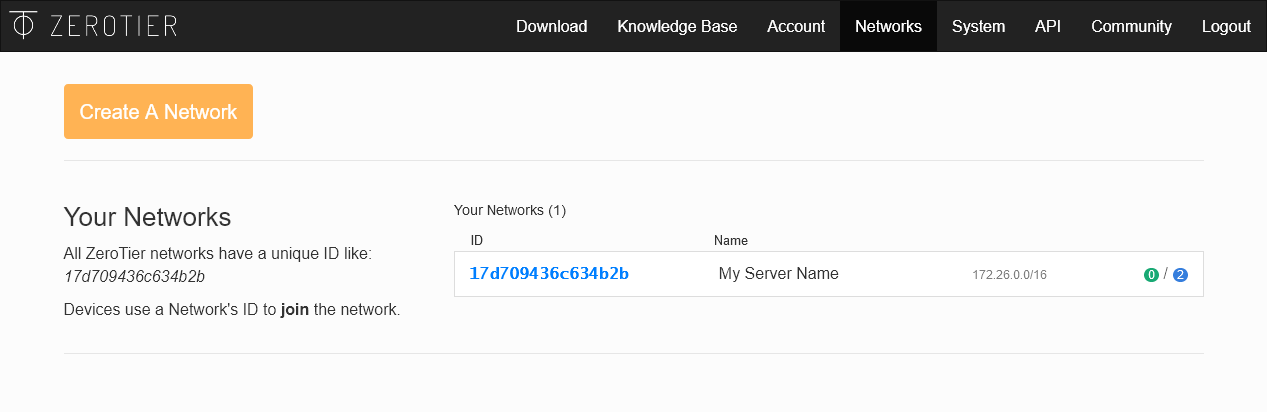 ZEROTIER Download Knowledge Base Account Networks System API Community Logout
Create A Network
Your Networks
All ZeroTier networks have a unique ID like:
17d709436c634b2b
Devices use a Network's ID to join the network.
Your Networks (1)
ID Name
17d709436c634b2b My Server Name 172.26.0.0/16 0 / 2